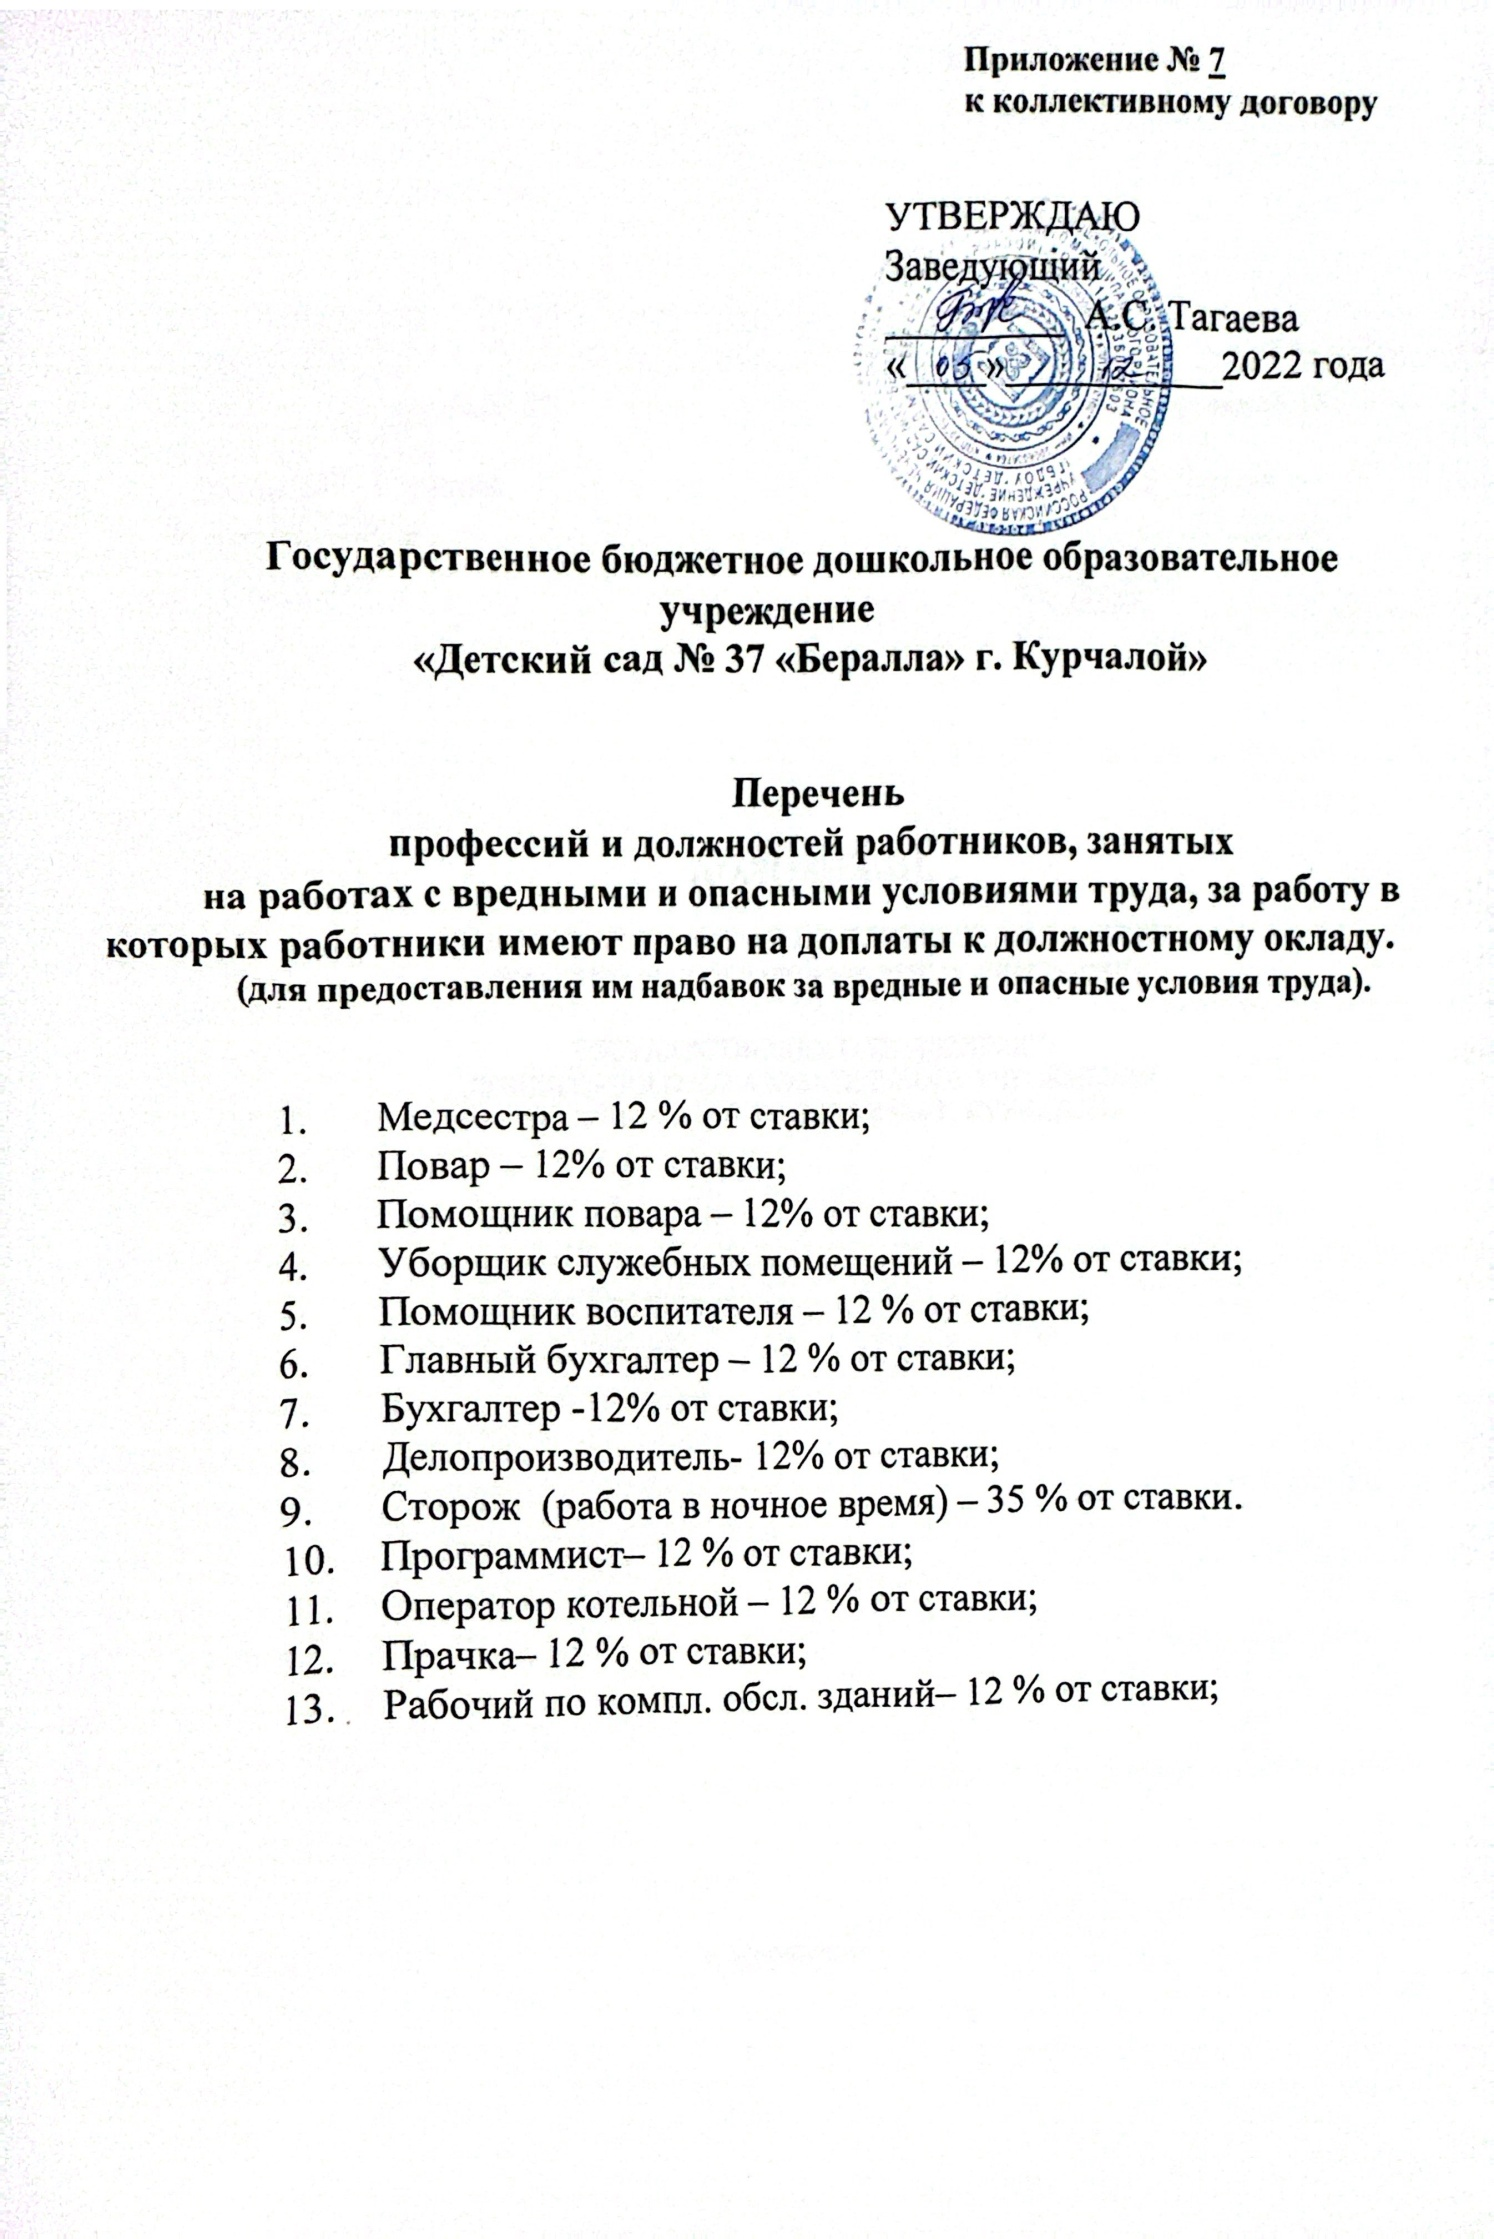 Приложение № 7
к коллективному договору
УТВЕРЖДАЮ
Заведующий
____________ А.С. Тагаева
«_05_»______12______2022 года
Государственное бюджетное дошкольное образовательное
учреждение
«Детский сад № 37 «Бералла» г. Курчалой»
Перечень
профессий и должностей работников, занятых
на работах с вредными и опасными условиями труда, за работу в
которых работники имеют право на доплаты к должностному окладу.
(для предоставления им надбавок за вредные и опасные условия труда).
1. Медсестра – 12 % от ставки;
2. Повар – 12% от ставки;
3. Помощник повара – 12% от ставки;
4. Уборщик служебных помещений – 12% от ставки;
5. Помощник воспитателя – 12 % от ставки;
6. Главный бухгалтер – 12 % от ставки;
7. Бухгалтер -12% от ставки;
8. Делопроизводитель- 12% от ставки;
9. Сторож (работа в ночное время) – 35 % от ставки.
10. Программист– 12 % от ставки;
11. Оператор котельной – 12 % от ставки;
12. Прачка– 12 % от ставки;
13. Рабочий по компл. обсл. зданий– 12 % от ставки;